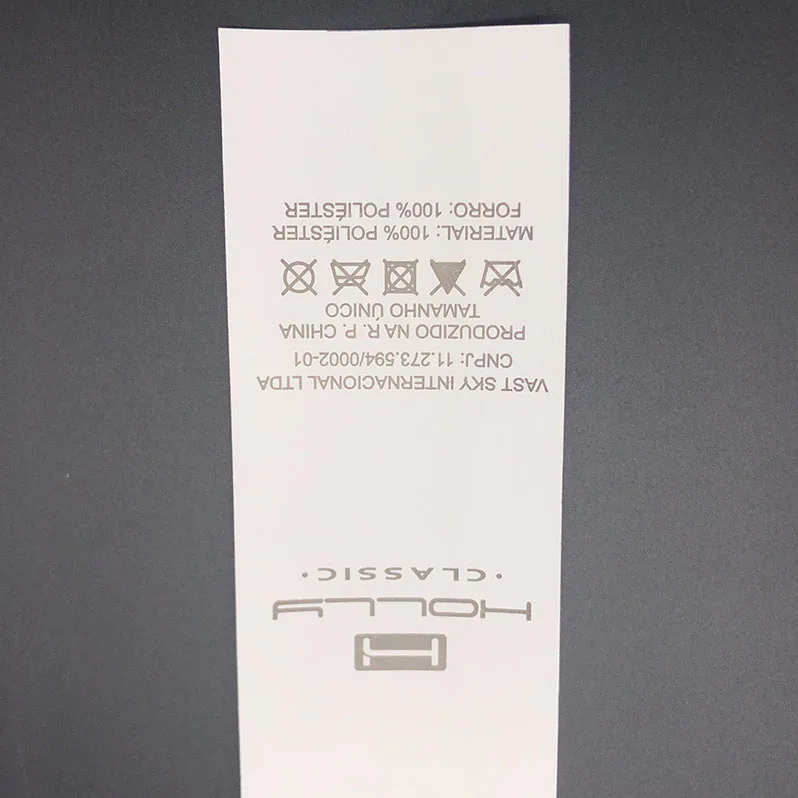 HOLLY
· CLASSIC ·
VAST SKY INTERNACIONAL LTDA
CNPJ: 11.273.594/0002-01
PRODUZIDO NA R. P. CHINA
TAMANHO ÚNICO
MATERIAL: 100% POLIÉSTER
FORRO: 100% POLIÉSTER